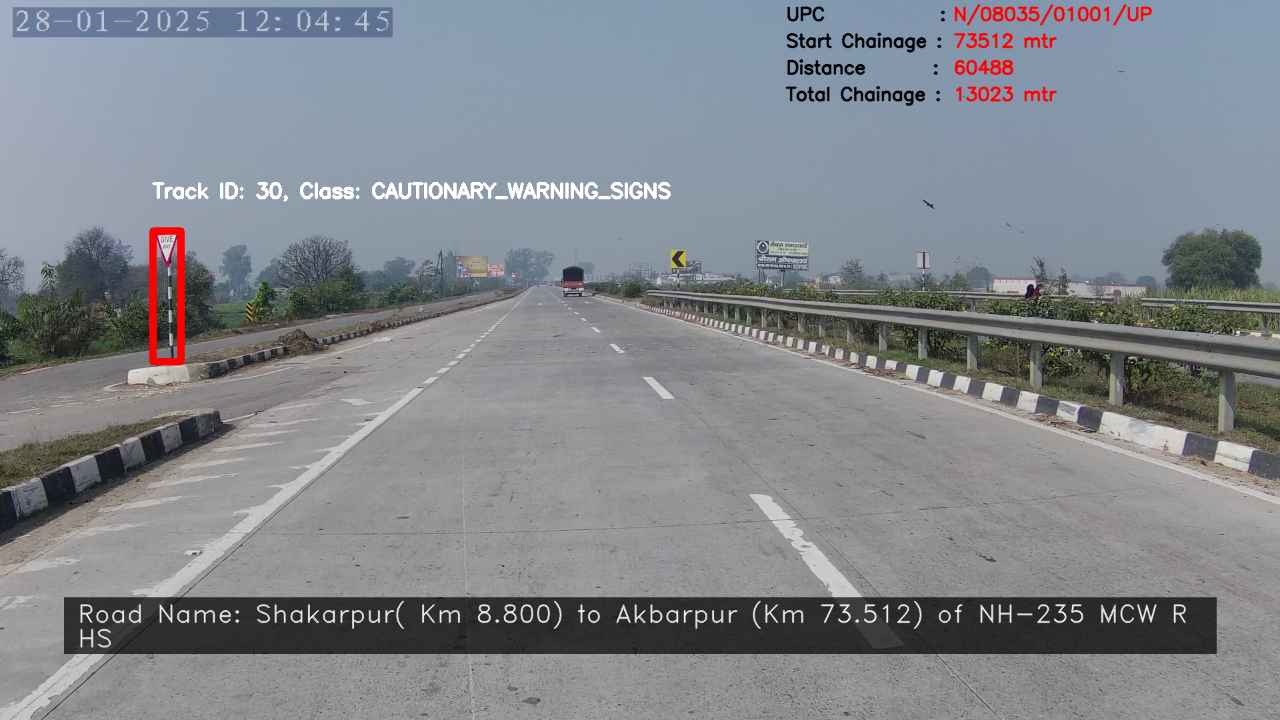 28-01-2025 12:04:45
UPC : N/08035/01001/UP
Start Chainage : 73512 mtr
Distance : 60488
Total Chainage : 13023 mtr
Track ID: 30, Class: CAUTIONARY_WARNING_SIGNS
GIVE
Road Name: Shakarpur( Km 8.800) to Akbarpur (Km 73.512) of NH-235 MCW R
HS